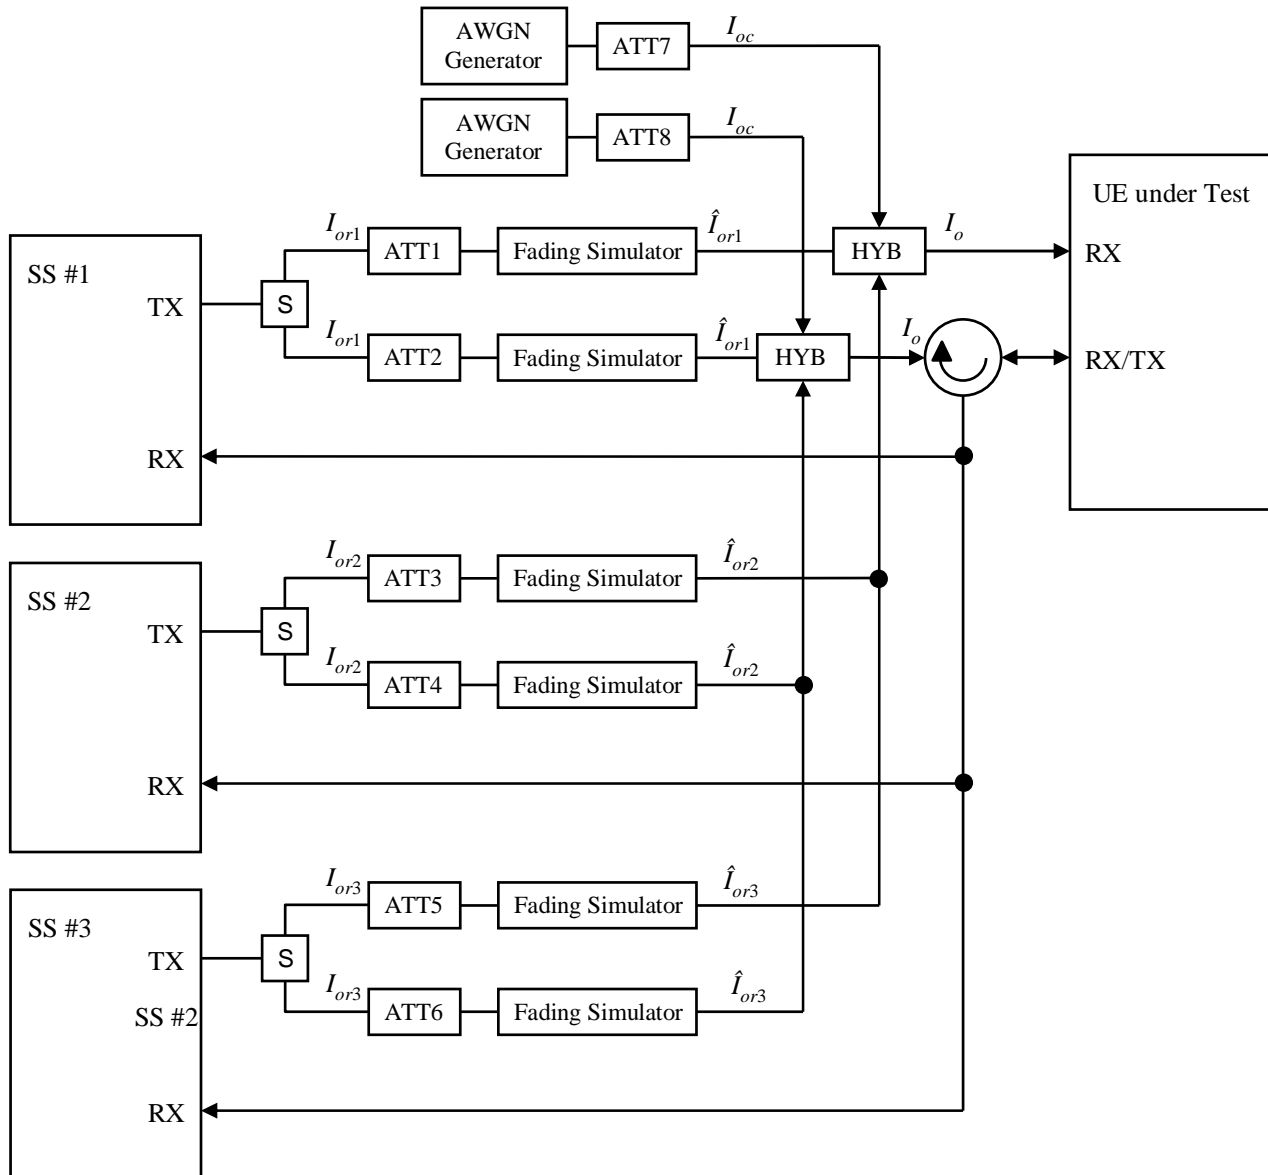 AWGN
Generator
ATT7
I_oc
AWGN
Generator
ATT8
I_oc
UE under Test
RX
RX/TX
SS #1
TX
RX
S
I_or1
ATT1
Fading Simulator
Î_or1
HYB
I_o
I_or1
ATT2
Fading Simulator
Î_or1
HYB
I_o
SS #2
TX
RX
S
I_or2
ATT3
Fading Simulator
Î_or2
I_or2
ATT4
Fading Simulator
Î_or2
SS #3
TX
SS #2
RX
S
I_or3
ATT5
Fading Simulator
Î_or3
I_or3
ATT6
Fading Simulator
Î_or3